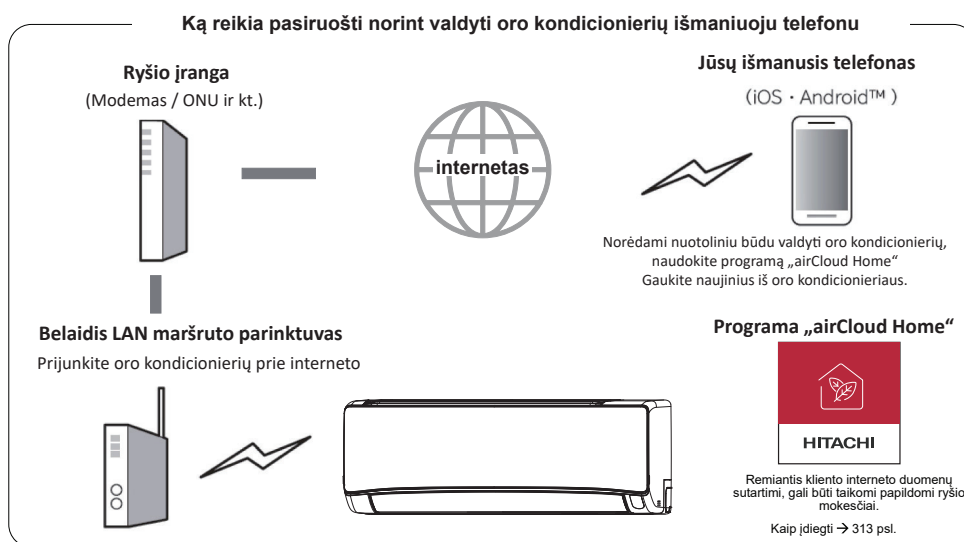 Ką reikia pasiruošti norint valdyti oro kondicionierių išmaniuoju telefonu
Ryšio įranga
(Modemas / ONU ir kt.)
internetas
Jūsų išmanusis telefonas
(iOS・Android™)
Norėdami nuotoliniu būdu valdyti oro kondicionierių,
naudokite programą „airCloud Home“
Gaukite naujinius iš oro kondicionieriaus.
Belaidis LAN maršruto parinktuvas
Prijunkite oro kondicionierių prie interneto
Programa „airCloud Home“
HITACHI
Remiantis kliento interneto duomenų
sutartimi, gali būti taikomi papildomi ryšio
mokesčiai.
Kaip įdiegti → 313 psl.